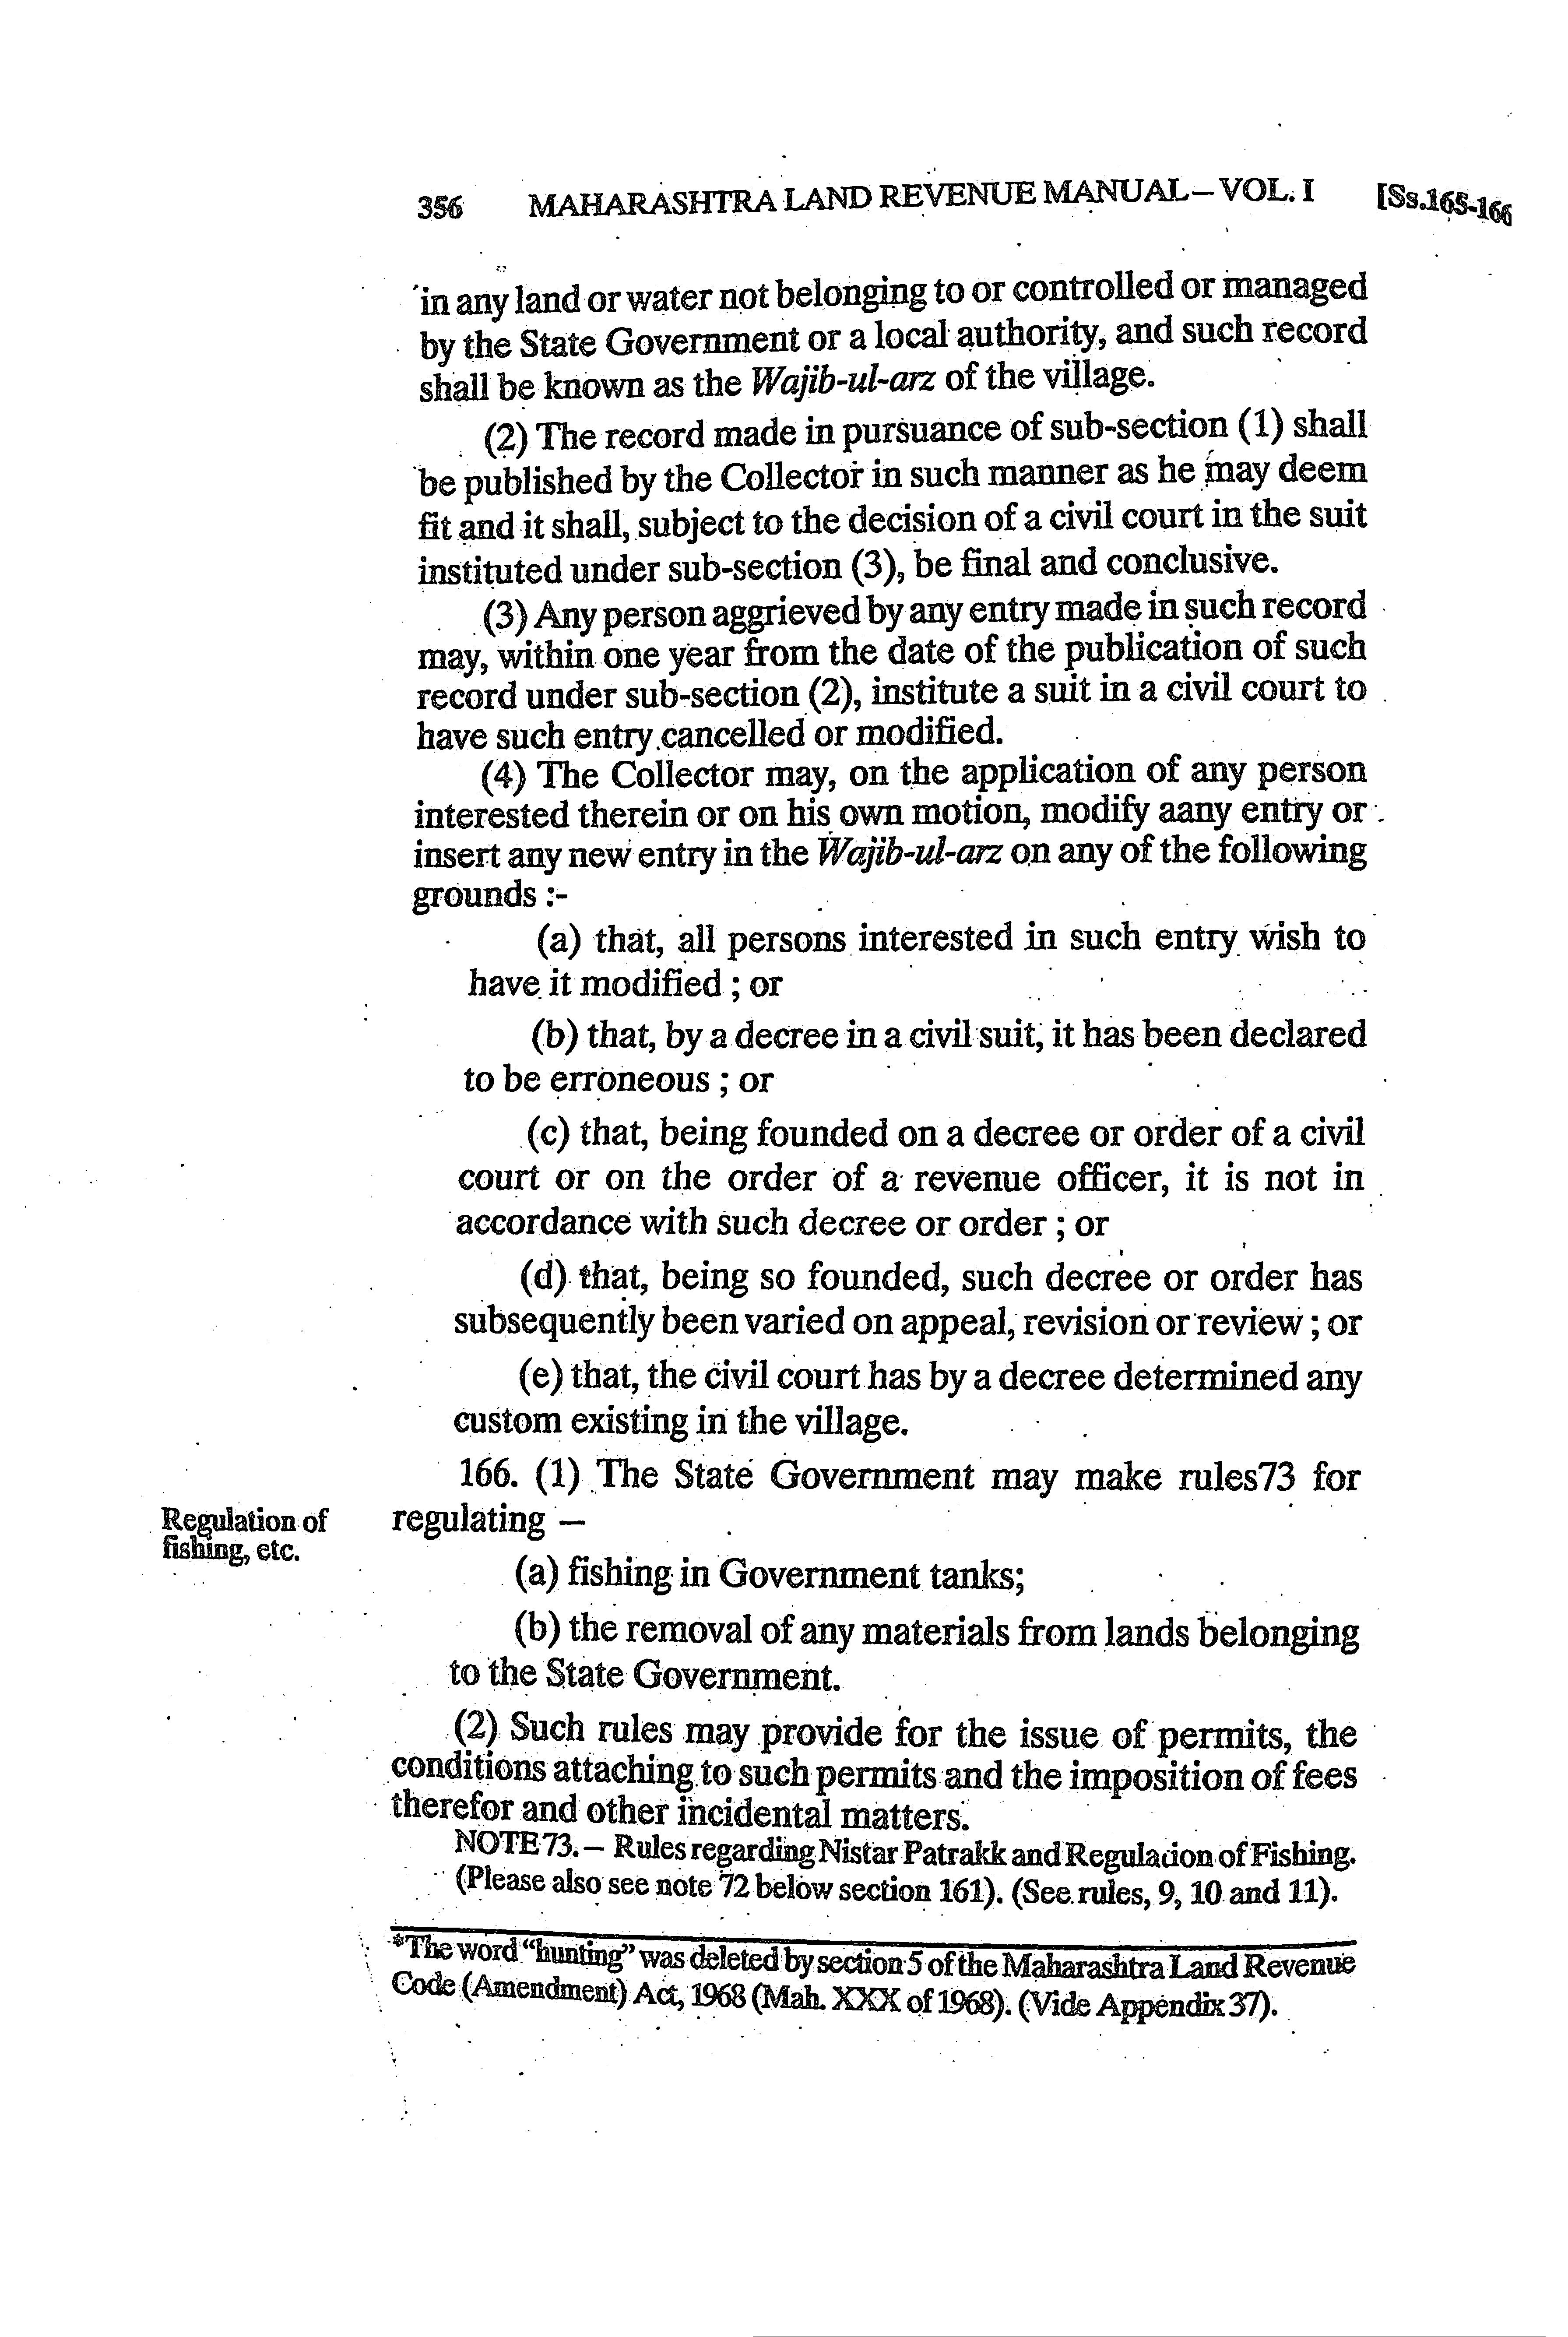 356 MAHARASHTRA LAND REVENUE MANUAL – VOL. I [Ss.165-166
in any land or water not belonging to or controlled or managed
by the State Government or a local authority, and such record
shall be known as the Wajib-ul-arz of the village.
(2) The record made in pursuance of sub-section (1) shall
be published by the Collector in such manner as he may deem
fit and it shall, subject to the decision of a civil court in the suit
instituted under sub-section (3), be final and conclusive.
(3) Any person aggrieved by any entry made in such record
may, within one year from the date of the publication of such
record under sub-section (2), institute a suit in a civil court to
have such entry cancelled or modified.
(4) The Collector may, on the application of any person
interested therein or on his own motion, modify aany entry or
insert any new entry in the Wajib-ul-arz on any of the following
grounds :-
(a) that, all persons interested in such entry wish to
have it modified ; or
(b) that, by a decree in a civil suit, it has been declared
to be erroneous ; or
(c) that, being founded on a decree or order of a civil
court or on the order of a revenue officer, it is not in
accordance with such decree or order ; or
(d) that, being so founded, such decree or order has
subsequently been varied on appeal, revision or review ; or
(e) that, the civil court has by a decree determined any
custom existing in the village.
166. (1) The State Government may make rules73 for
Regulation of
fishing, etc.
regulating –
(a) fishing in Government tanks;
(b) the removal of any materials from lands belonging
to the State Government.
(2) Such rules may provide for the issue of permits, the
conditions attaching to such permits and the imposition of fees
therefor and other incidental matters.
NOTE 73. – Rules regarding Nistar Patrakk and Regulation of Fishing.
(Please also see note 72 below section 161). (See rules, 9, 10 and 11).
*The word "hunting" was deleted by section 5 of the Maharashtra Land Revenue
Code (Amendment) Act, 1968 (Mah. XXX of 1968). (Vide Appendix 37).